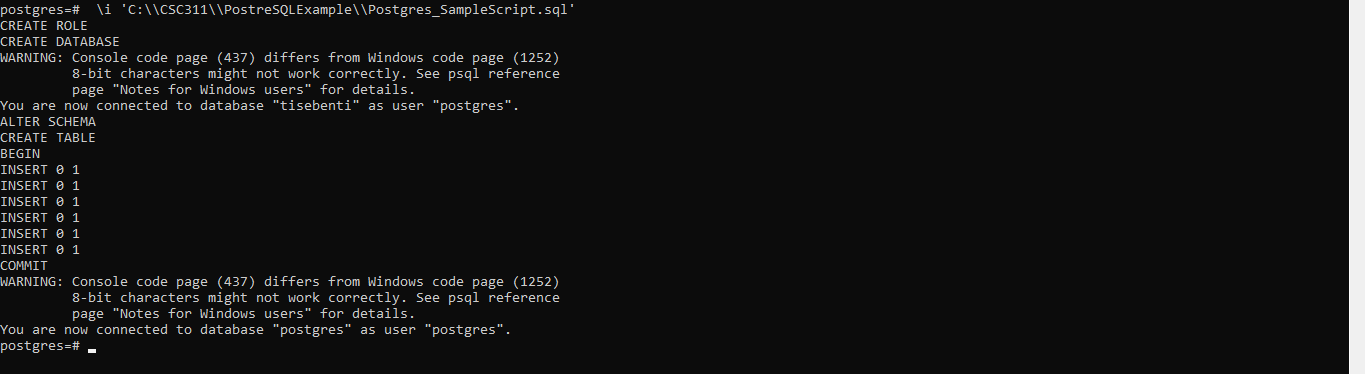 postgres=#  \i 'C:\\CSC311\\PostreSQLExample\\Postgres_SampleScript.sql'
CREATE ROLE
CREATE DATABASE
WARNING: Console code page (437) differs from Windows code page (1252)
         8-bit characters might not work correctly. See psql reference
         page "Notes for Windows users" for details.
You are now connected to database "tisebenti" as user "postgres".
ALTER SCHEMA
CREATE TABLE
BEGIN
INSERT 0 1
INSERT 0 1
INSERT 0 1
INSERT 0 1
INSERT 0 1
INSERT 0 1
COMMIT
WARNING: Console code page (437) differs from Windows code page (1252)
         8-bit characters might not work correctly. See psql reference
         page "Notes for Windows users" for details.
You are now connected to database "postgres" as user "postgres".
postgres=#